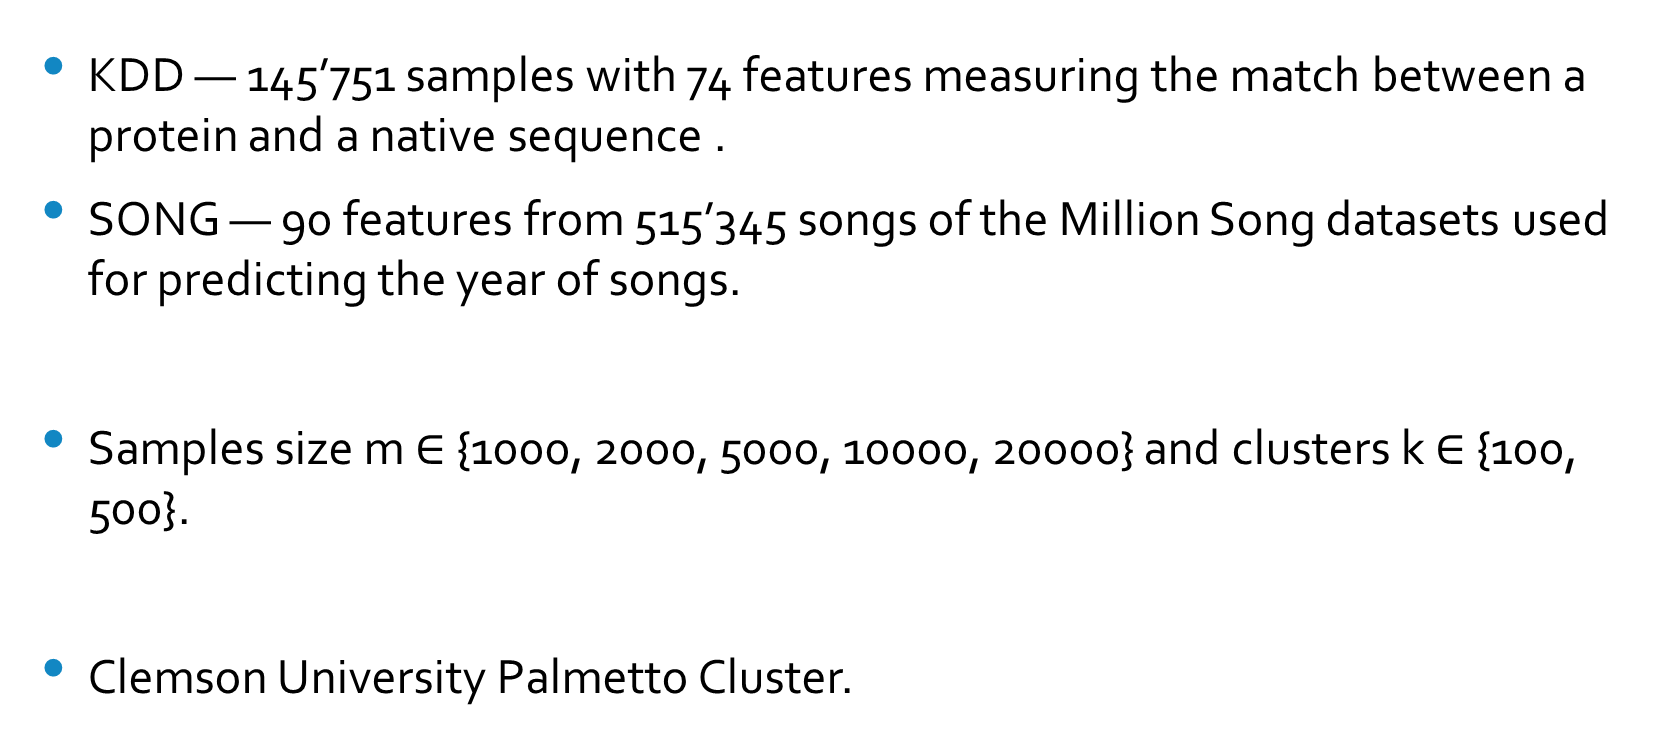 • KDD — 145’751 samples with 74 features measuring the match between a
protein and a native sequence .
• SONG — 90 features from 515’345 songs of the Million Song datasets used
for predicting the year of songs.
• Samples size m ∈ {1000, 2000, 5000, 10000, 20000} and clusters k ∈ {100,
500}.
• Clemson University Palmetto Cluster.